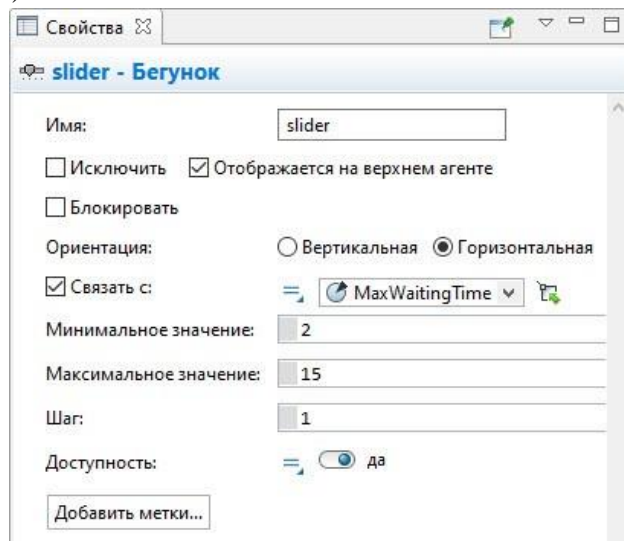 )
Свойства
slider - Бегунок
Имя: slider
Исключить Отображается на верхнем агенте
Блокировать
Ориентация: Вертикальная Горизонтальная
Связать с: MaxWaitingTime
Минимальное значение: 2
Максимальное значение: 15
Шаг: 1
Доступность: да
Добавить метки...